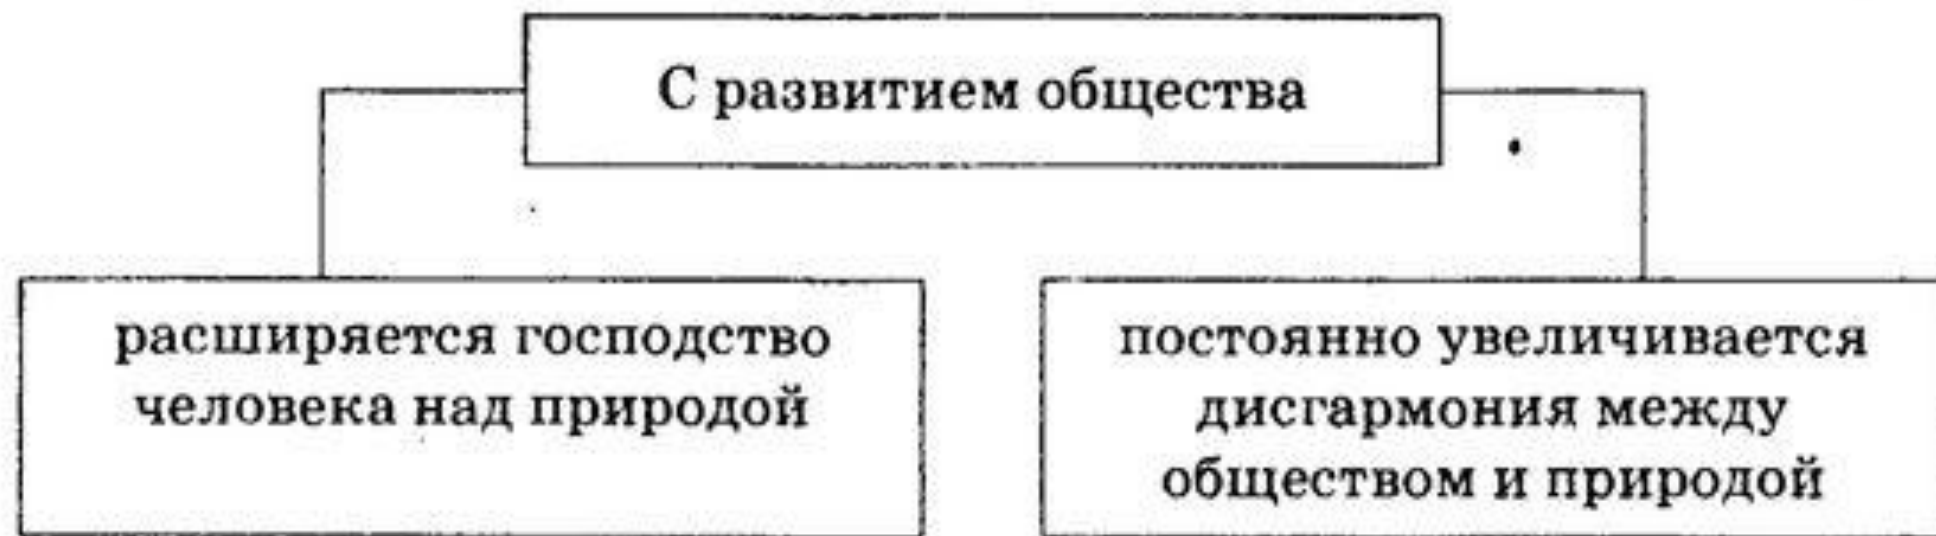 С развитием общества
расширяется господство
человека над природой
постоянно увеличивается
дисгармония между
обществом и природой